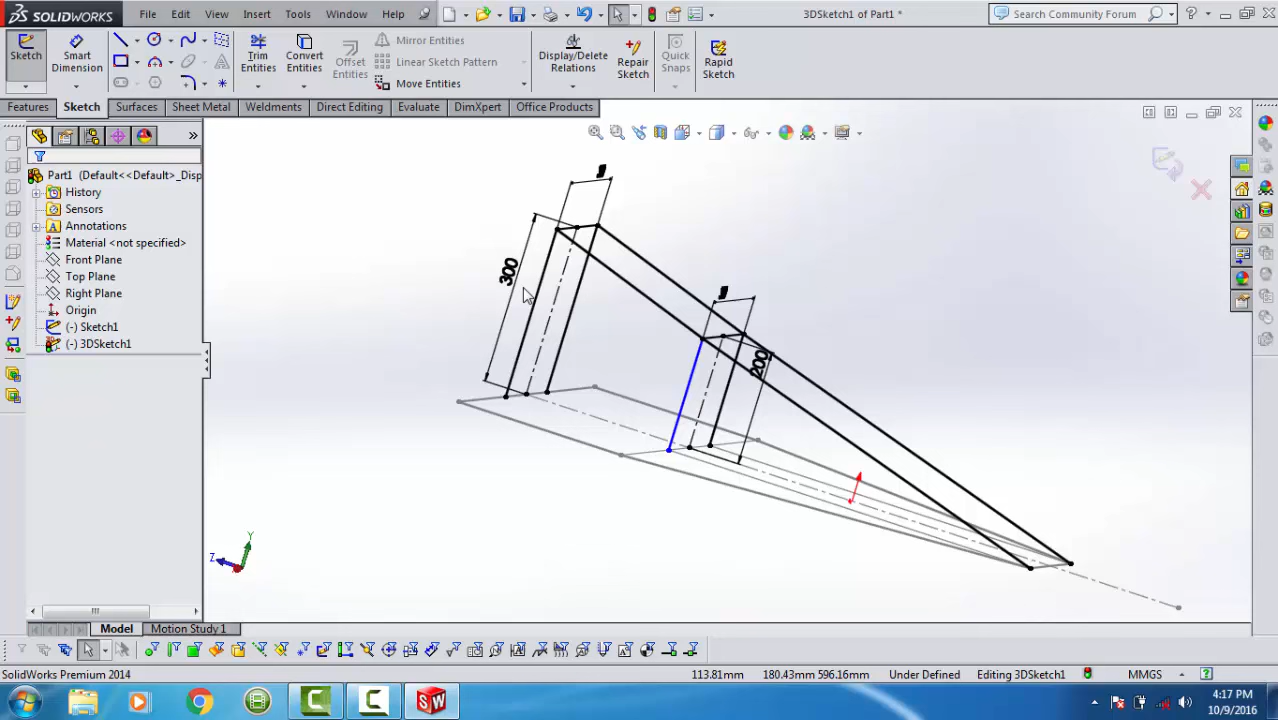 SOLIDWORKS
File Edit View Insert Tools Window Help
3DSketch1 of Part1 *
Search Community Forum
Sketch
Smart Dimension
Trim Entities
Convert Entities
Offset Entities
Mirror Entities
Linear Sketch Pattern
Move Entities
Display/Delete Relations
Repair Sketch
Quick Snaps
Rapid Sketch
Features Sketch Surfaces Sheet Metal Weldments Direct Editing Evaluate DimXpert Office Products
Part1 (Default<<Default>_Disp
History
Sensors
Annotations
Material <not specified>
Front Plane
Top Plane
Right Plane
Origin
(-) Sketch1
(-) 3DSketch1
300
200
Y
Z
Model Motion Study 1
SolidWorks Premium 2014
113.81mm 180.43mm 596.16mm Under Defined Editing 3DSketch1 MMGS
4:17 PM
10/9/2016